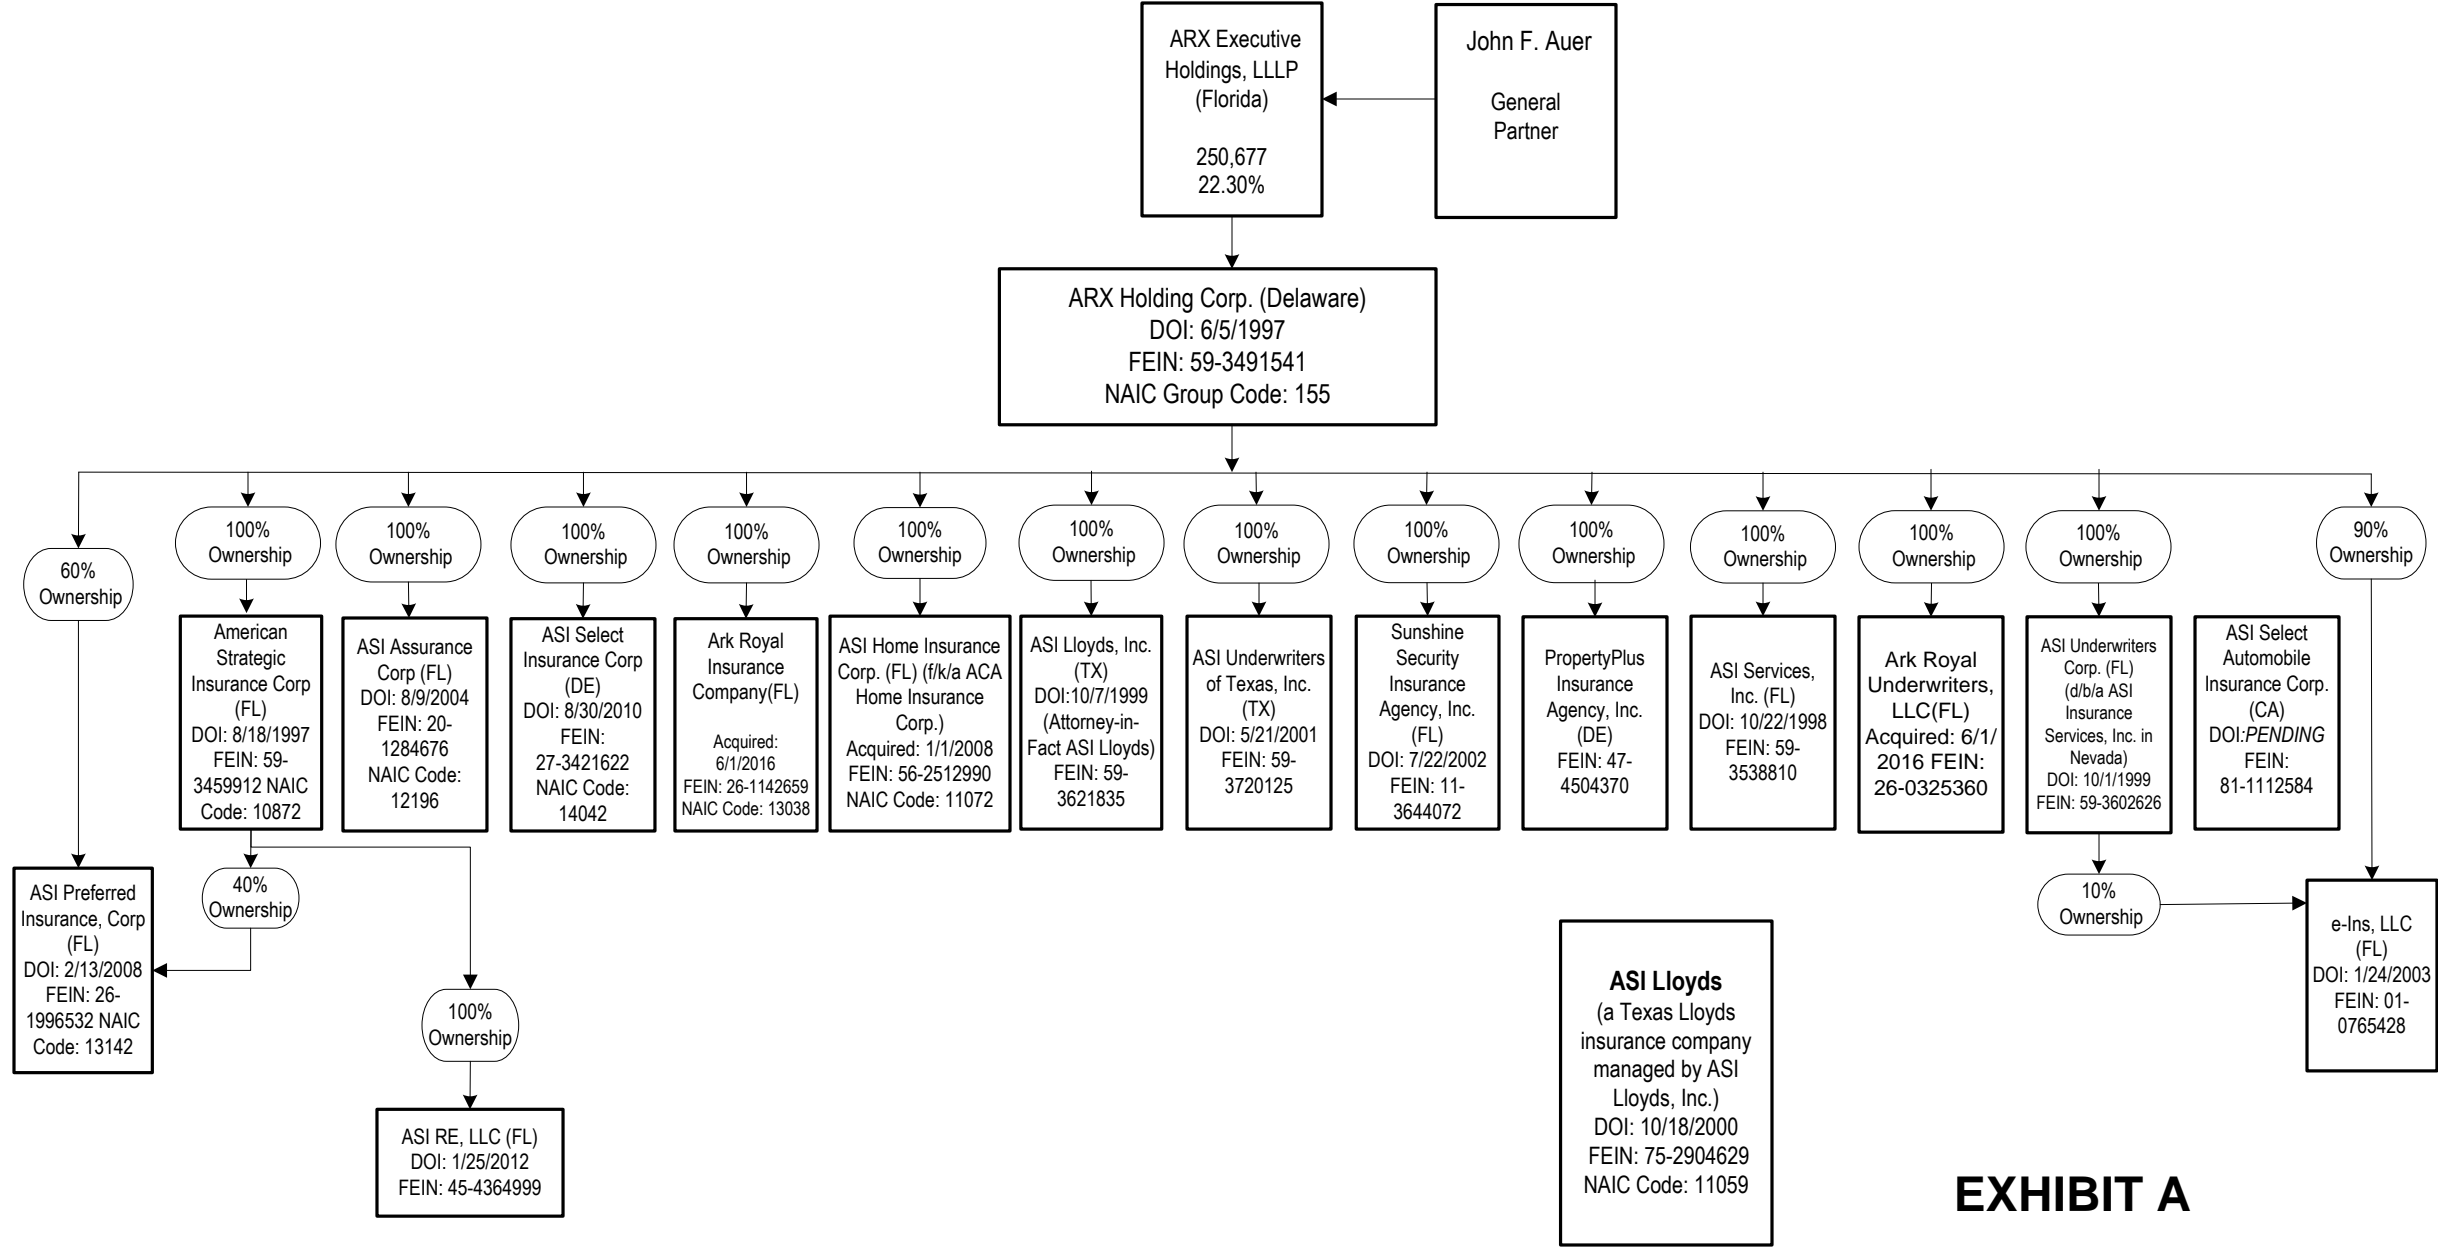 ARX Executive
Holdings, LLLP
(Florida)
250,677
22.30%
John F. Auer
General
Partner
ARX Holding Corp. (Delaware)
DOI: 6/5/1997
FEIN: 59-3491541
NAIC Group Code: 155
60%
Ownership
100%
Ownership
100%
Ownership
100%
Ownership
100%
Ownership
100%
Ownership
100%
Ownership
100%
Ownership
100%
Ownership
100%
Ownership
100%
Ownership
100%
Ownership
100%
Ownership
90%
Ownership
American
Strategic
Insurance Corp
(FL)
DOI: 8/18/1997
FEIN: 59-
3459912 NAIC
Code: 10872
ASI Assurance
Corp (FL)
DOI: 8/9/2004
FEIN: 20-
1284676
NAIC Code:
12196
ASI Select
Insurance Corp
(DE)
DOI: 8/30/2010
FEIN:
27-3421622
NAIC Code:
14042
Ark Royal
Insurance
Company(FL)
Acquired:
6/1/2016
FEIN: 26-1142659
NAIC Code: 13038
ASI Home Insurance
Corp. (FL) (f/k/a ACA
Home Insurance
Corp.)
Acquired: 1/1/2008
FEIN: 56-2512990
NAIC Code: 11072
ASI Lloyds, Inc.
(TX)
DOI:10/7/1999
(Attorney-in-
Fact ASI Lloyds)
FEIN: 59-
3621835
ASI Underwriters
of Texas, Inc.
(TX)
DOI: 5/21/2001
FEIN: 59-
3720125
Sunshine
Security
Insurance
Agency, Inc.
(FL)
DOI: 7/22/2002
FEIN: 11-
3644072
PropertyPlus
Insurance
Agency, Inc.
(DE)
FEIN: 47-
4504370
ASI Services,
Inc. (FL)
DOI: 10/22/1998
FEIN: 59-
3538810
Ark Royal
Underwriters,
LLC(FL)
Acquired: 6/1/
2016 FEIN:
26-0325360
ASI Underwriters
Corp. (FL)
(d/b/a ASI
Insurance
Services, Inc. in
Nevada)
DOI: 10/1/1999
FEIN: 59-3602626
ASI Select
Automobile
Insurance Corp.
(CA)
DOI:PENDING
FEIN:
81-1112584
ASI Preferred
Insurance, Corp
(FL)
DOI: 2/13/2008
FEIN: 26-
1996532 NAIC
Code: 13142
40%
Ownership
100%
Ownership
ASI RE, LLC (FL)
DOI: 1/25/2012
FEIN: 45-4364999
10%
Ownership
e-Ins, LLC
(FL)
DOI: 1/24/2003
FEIN: 01-
0765428
ASI Lloyds
(a Texas Lloyds
insurance company
managed by ASI
Lloyds, Inc.)
DOI: 10/18/2000
FEIN: 75-2904629
NAIC Code: 11059
EXHIBIT A